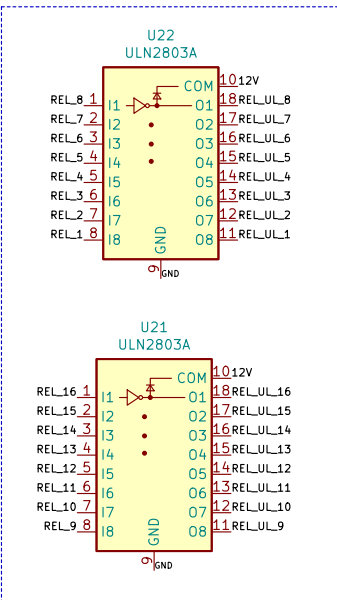 U22
ULN2803A
COM 10 12V
REL_8 1 I1 O1 18 REL_UL_8
REL_7 2 I2 O2 17 REL_UL_7
REL_6 3 I3 O3 16 REL_UL_6
REL_5 4 I4 O4 15 REL_UL_5
REL_4 5 I5 O5 14 REL_UL_4
REL_3 6 I6 O6 13 REL_UL_3
REL_2 7 I7 O7 12 REL_UL_2
REL_1 8 I8 O8 11 REL_UL_1
GND
9 GND
U21
ULN2803A
COM 10 12V
REL_16 1 I1 O1 18 REL_UL_16
REL_15 2 I2 O2 17 REL_UL_15
REL_14 3 I3 O3 16 REL_UL_14
REL_13 4 I4 O4 15 REL_UL_13
REL_12 5 I5 O5 14 REL_UL_12
REL_11 6 I6 O6 13 REL_UL_11
REL_10 7 I7 O7 12 REL_UL_10
REL_9 8 I8 O8 11 REL_UL_9
GND
9 GND